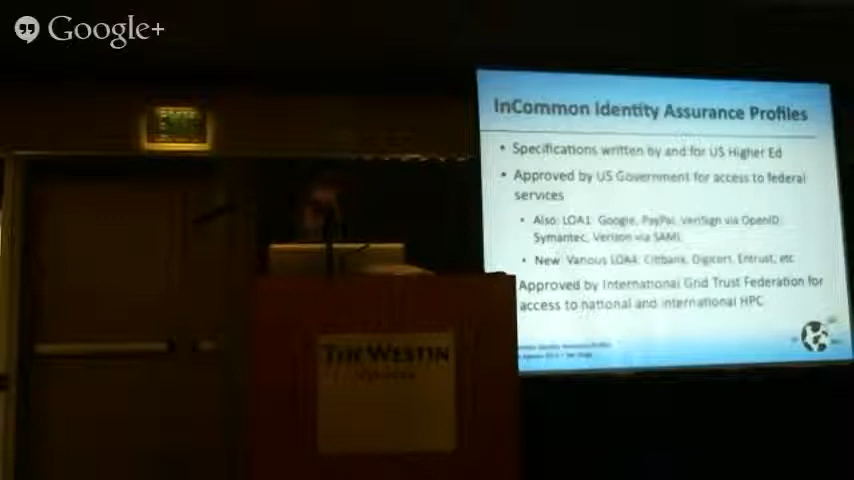 Google+
InCommon Identity Assurance Profiles
• Specifications written by and for US Higher Ed
• Approved by US Government for access to federal
services
• Also: LOA1: Google, PayPal, VeriSign via OpenID;
Symantec, Verizon via SAML
• New: Various LOA4: Citibank, Digicert, Entrust, etc
Approved by International Grid Trust Federation for
access to national and international HPC
THE WESTIN